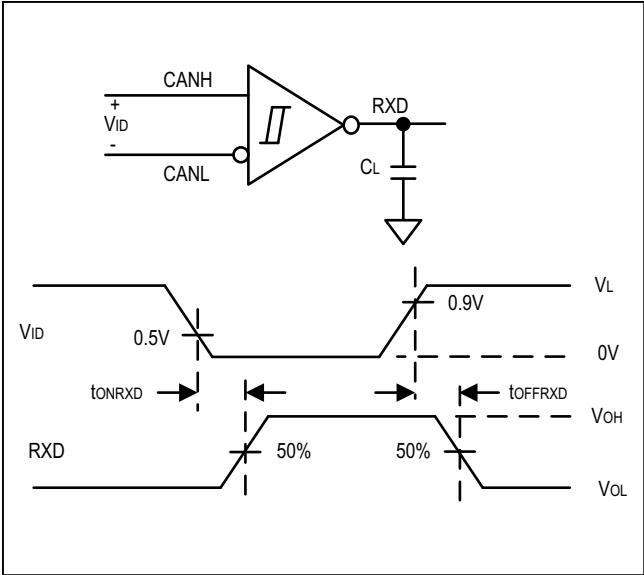 CANH
+
VID
-
CANL
RXD
CL
VID
0.5V
0.9V
VL
0V
tONRXD
tOFFRXD
RXD
50%
50%
VOH
VOL